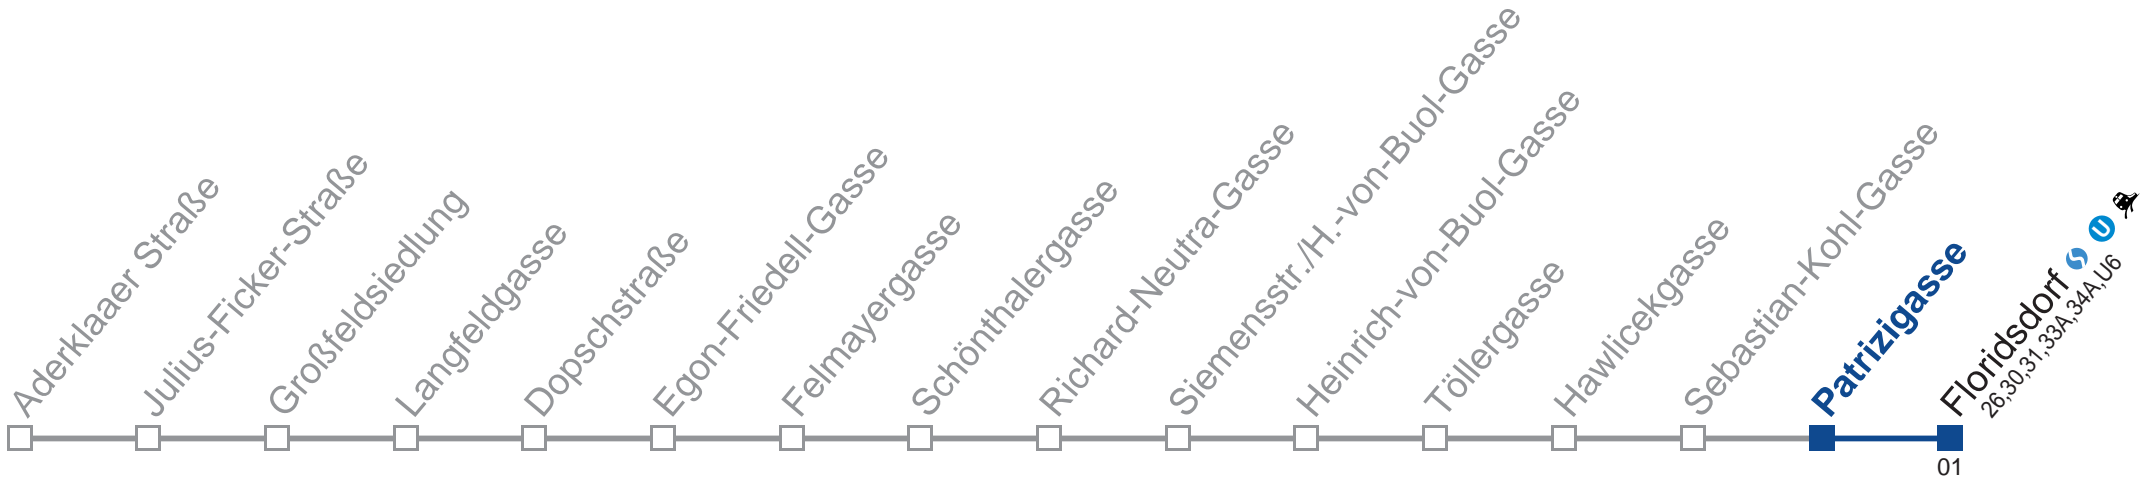 Aderklaaer Straße
Julius-Ficker-Straße
Großfeldsiedlung
Langfeldgasse
Dopschstraße
Egon-Friedell-Gasse
Felmayergasse
Schönthalergasse
Richard-Neutra-Gasse
Siemensstr./H.-von-Buol-Gasse
Heinrich-von-Buol-Gasse
Töllergasse
Hawlicekgasse
Sebastian-Kohl-Gasse
Patrizigasse
Floridsdorf S U
26,30,31,33A,34A,U6
01